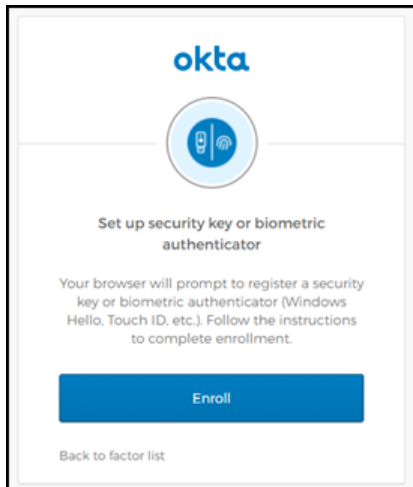 okta
Set up security key or biometric
authenticator
Your browser will prompt to register a security
key or biometric authenticator (Windows
Hello, Touch ID, etc.). Follow the instructions
to complete enrollment.
Enroll
Back to factor list